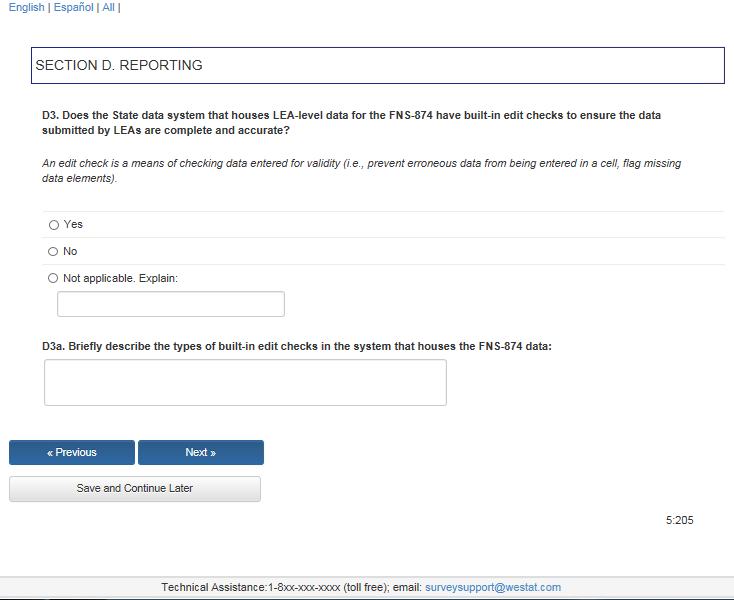 English | Español | All |
SECTION D. REPORTING
D3. Does the State data system that houses LEA-level data for the FNS-874 have built-in edit checks to ensure the data
submitted by LEAs are complete and accurate?
An edit check is a means of checking data entered for validity (i.e., prevent erroneous data from being entered in a cell, flag missing
data elements).
Yes
No
Not applicable. Explain:
D3a. Briefly describe the types of built-in edit checks in the system that houses the FNS-874 data:
« Previous Next »
Save and Continue Later
5:205
Technical Assistance:1-8xx-xxx-xxxx (toll free); email: surveysupport@westat.com